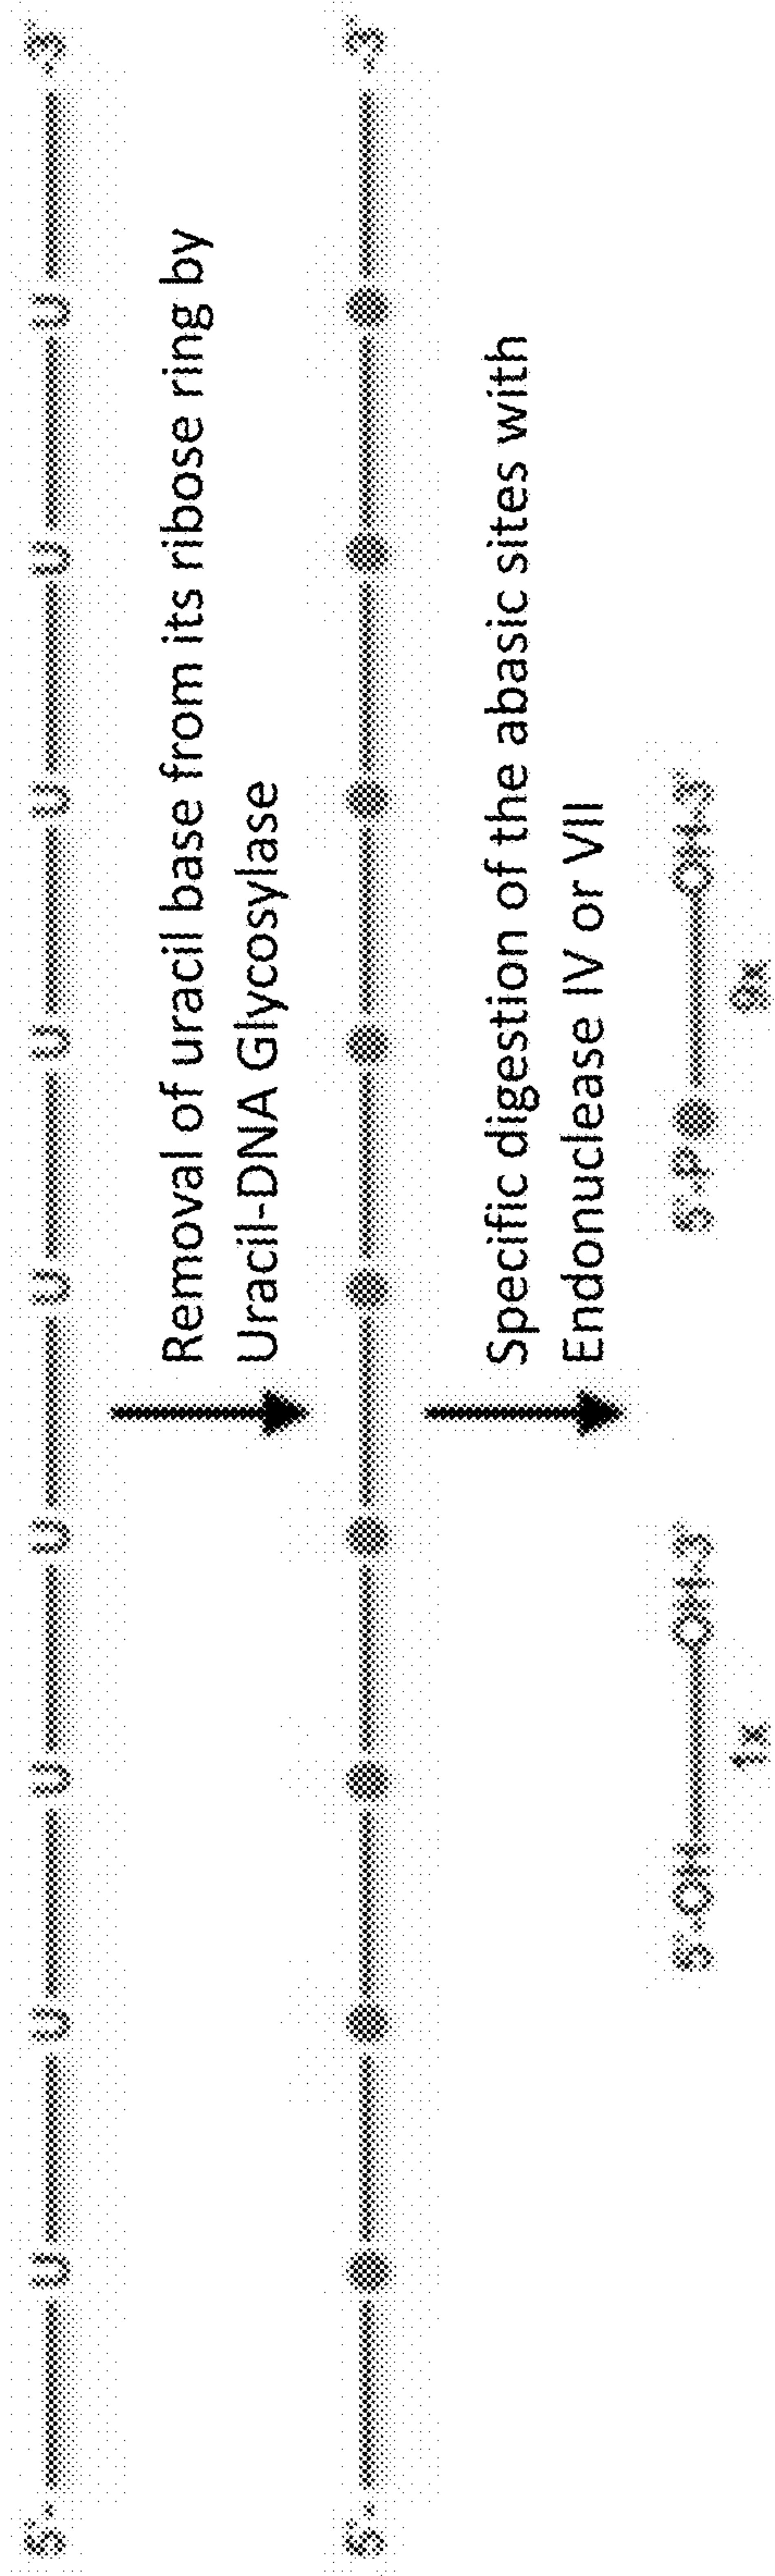 5'- U U U U U U U U U -3'
Removal of uracil base from its ribose ring by
Uracil-DNA Glycosylase
5'- -3'
Specific digestion of the abasic sites with
Endonuclease IV or VII
5'-OH OH-3' 5'-P OH-3'
1x 9x